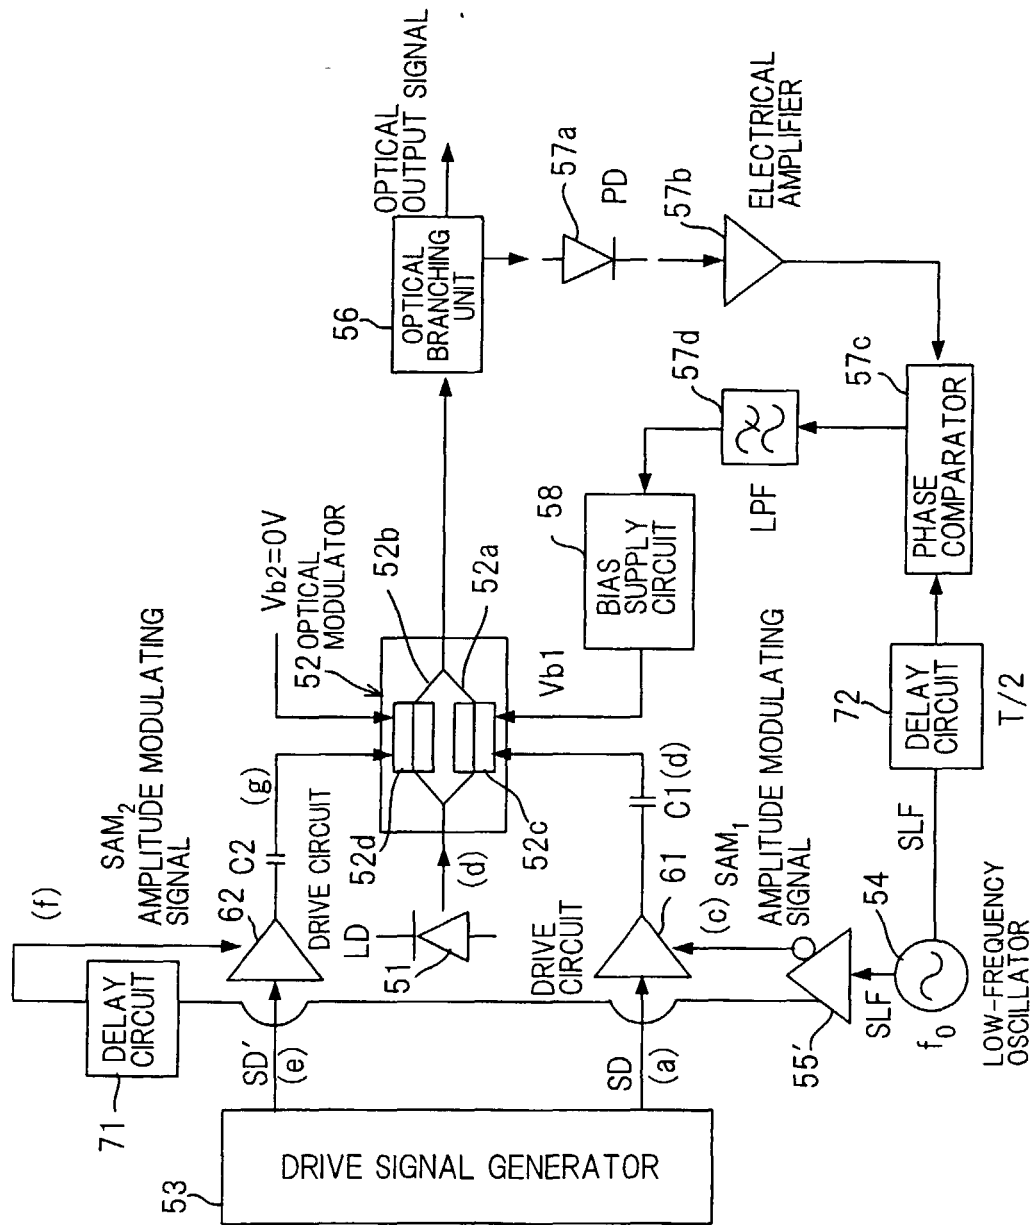 53
DRIVE SIGNAL GENERATOR
71
DELAY
CIRCUIT
(f)
SAM2
AMPLITUDE MODULATING
SIGNAL
SD'
(e)
62
DRIVE CIRCUIT
C2
(g)
Vb2=0V
52 OPTICAL
MODULATOR
52b
52a
52d
52c
LD
51
(d)
SD
(a)
DRIVE
CIRCUIT
61
C1(d)
Vb1
(c) SAM1
AMPLITUDE MODULATING
SIGNAL
55'
SLF
f0
54
LOW-FREQUENCY
OSCILLATOR
SLF
72
DELAY
CIRCUIT
T/2
58
BIAS
SUPPLY
CIRCUIT
LPF
57d
57c
PHASE
COMPARATOR
56
OPTICAL
BRANCHING
UNIT
OPTICAL
OUTPUT SIGNAL
57a
PD
57b
ELECTRICAL
AMPLIFIER